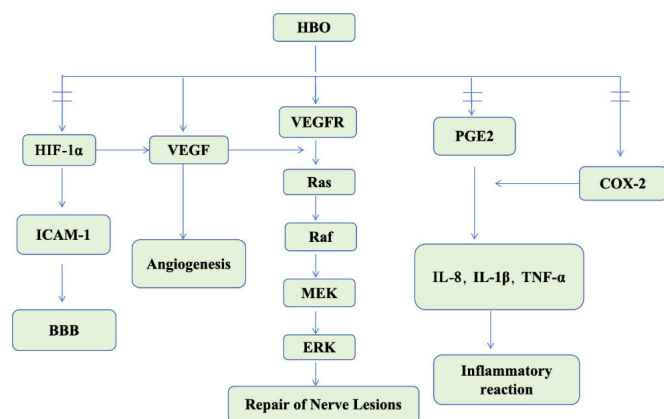 HBO
VEGFR
PGE2
HIF-1α
VEGF
Ras
COX-2
ICAM-1
Raf
Angiogenesis
IL-8, IL-1β, TNF-α
MEK
BBB
ERK
Inflammatory
reaction
Repair of Nerve Lesions